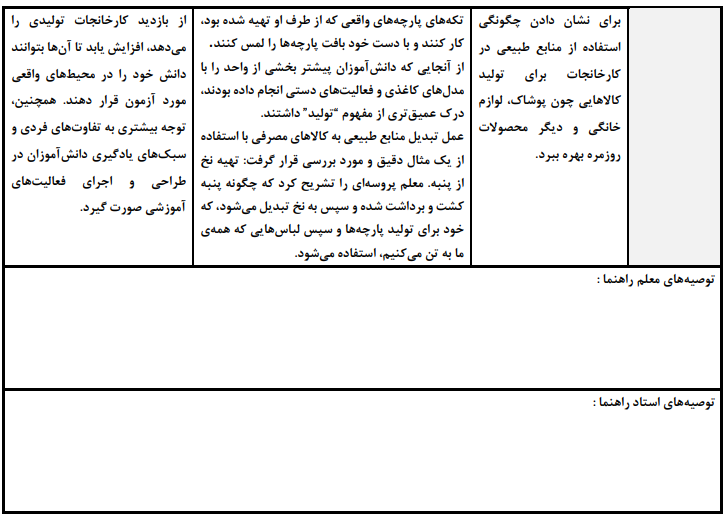 برای نشان دادن چگونگی
استفاده از منابع طبیعی در
کارخانجات برای تولید
کالاهایی چون پوشاک، لوازم
خانگی و دیگر محصولات
روزمره بهره ببرد.
تکه‌های پارچه‌های واقعی که از طرف او تهیه شده بود،
کار کنند و با دست خود بافت پارچه‌ها را لمس کنند.
از آنجایی که دانش‌آموزان پیشتر بخشی از واحد را با
مدل‌های کاغذی و فعالیت‌های دستی انجام داده بودند،
درک عمیق‌تری از مفهوم “تولید” داشتند.
عمل تبدیل منابع طبیعی به کالاهای مصرفی با استفاده
از یک مثال دقیق و مورد بررسی قرار گرفت: تهیه نخ
از پنبه. معلم پروسه‌ای را تشریح کرد که چگونه پنبه
کشت و برداشت شده و سپس به نخ تبدیل می‌شود، که
خود برای تولید پارچه‌ها و سپس لباس‌هایی که همه‌ی
ما به تن می‌کنیم، استفاده می‌شود.
از بازدید کارخانجات تولیدی را
می‌دهد، افزایش یابد تا آن‌ها بتوانند
دانش خود را در محیط‌های واقعی
مورد آزمون قرار دهند. همچنین،
توجه بیشتری به تفاوت‌های فردی و
سبک‌های یادگیری دانش‌آموزان در
طراحی و اجرای فعالیت‌های
آموزشی صورت گیرد.
توصیه‌های معلم راهنما :
توصیه‌های استاد راهنما :